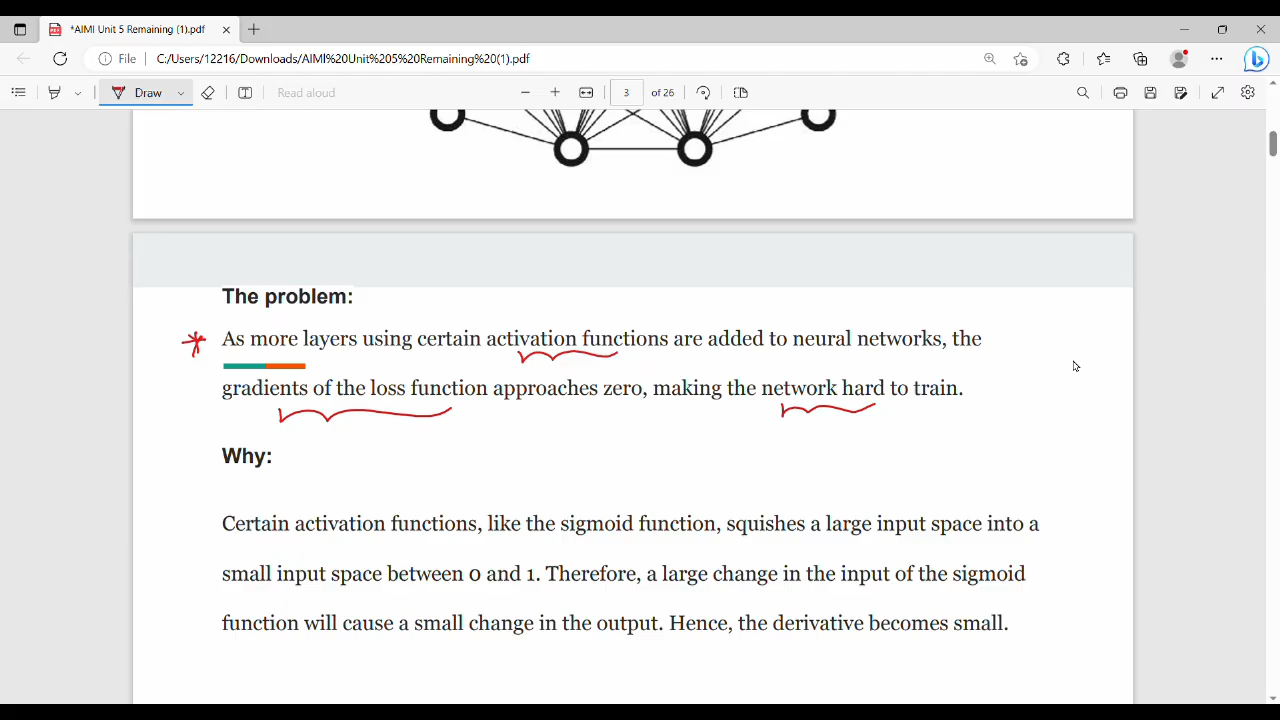 *AIMI Unit 5 Remaining (1).pdf
File C:/Users/12216/Downloads/AIMI%20Unit%205%20Remaining%20(1).pdf
Draw Read aloud 3 of 26
The problem:
As more layers using certain activation functions are added to neural networks, the
gradients of the loss function approaches zero, making the network hard to train.
Why:
Certain activation functions, like the sigmoid function, squishes a large input space into a
small input space between 0 and 1. Therefore, a large change in the input of the sigmoid
function will cause a small change in the output. Hence, the derivative becomes small.